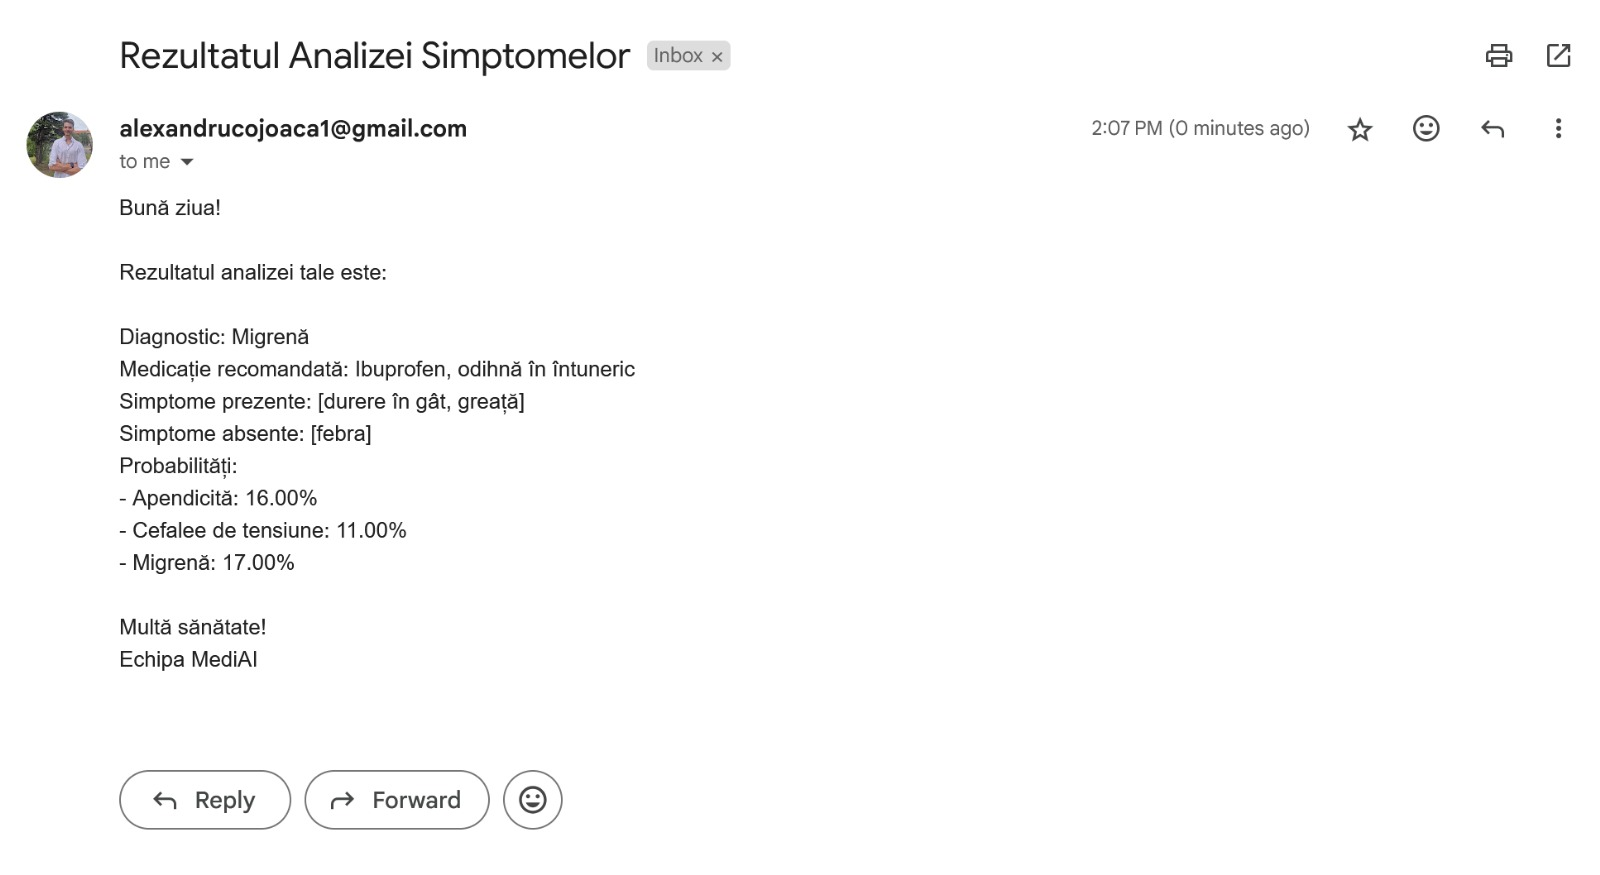 Rezultatul Analizei Simptomelor Inbox ×
alexandrucojoaca1@gmail.com 2:07 PM (0 minutes ago)
to me
Bună ziua!
Rezultatul analizei tale este:
Diagnostic: Migrenă
Medicație recomandată: Ibuprofen, odihnă în întuneric
Simptome prezente: [durere în gât, greață]
Simptome absente: [febra]
Probabilități:
- Apendicită: 16.00%
- Cefalee de tensiune: 11.00%
- Migrenă: 17.00%
Multă sănătate!
Echipa MediAI
Reply Forward